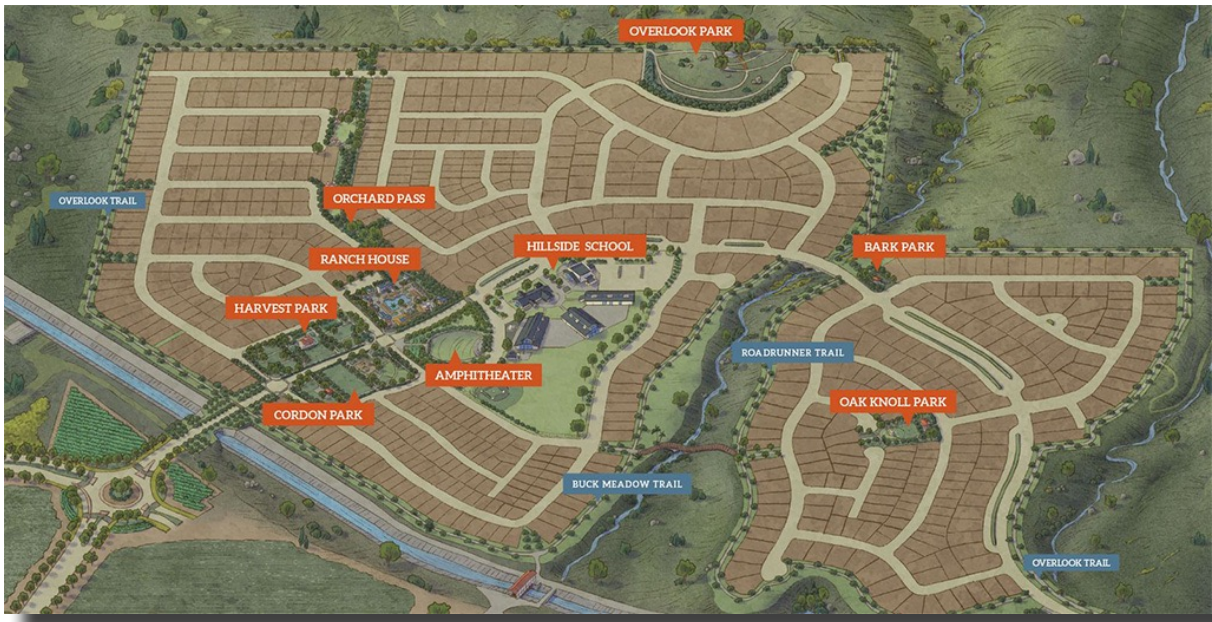 OVERLOOK PARK
OVERLOOK TRAIL
ORCHARD PASS
HILLSIDE SCHOOL
BARK PARK
RANCH HOUSE
HARVEST PARK
ROADRUNNER TRAIL
AMPHITHEATER
OAK KNOLL PARK
CORDON PARK
BUCK MEADOW TRAIL
OVERLOOK TRAIL